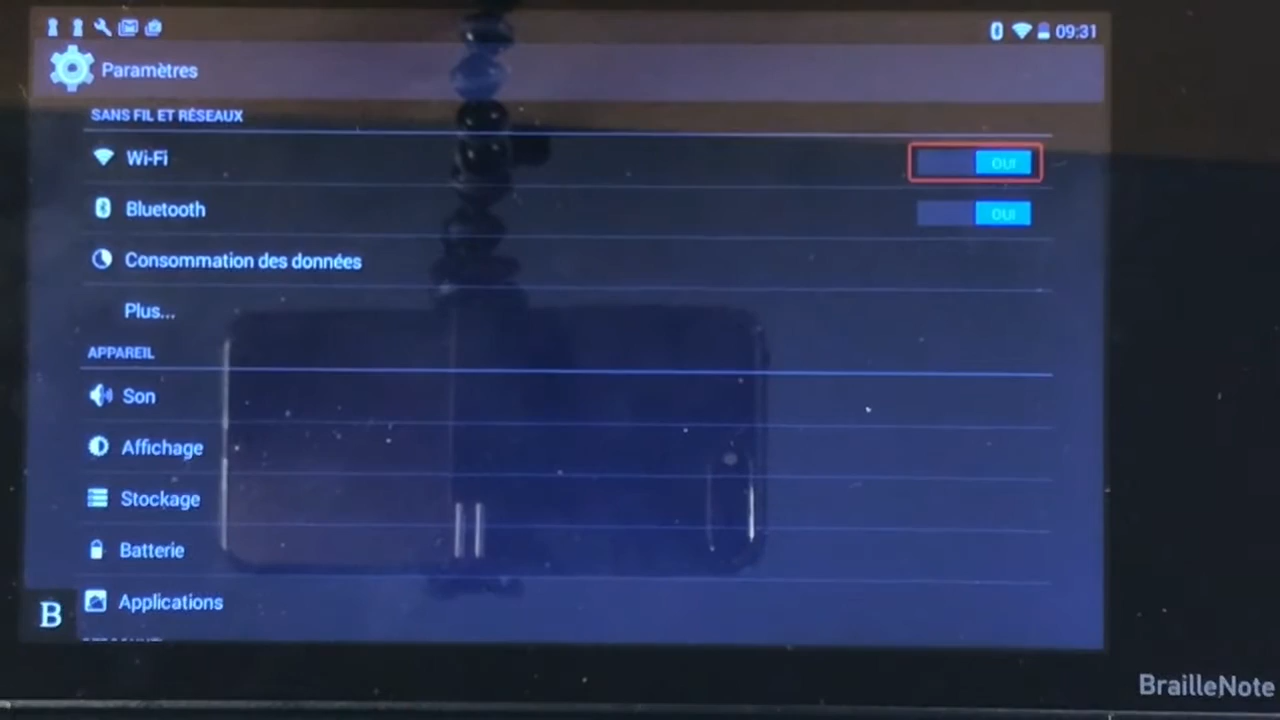 09:31
Paramètres
SANS FIL ET RÉSEAUX
Wi-Fi
OUI
Bluetooth
OUI
Consommation des données
Plus...
APPAREIL
Son
Affichage
Stockage
Batterie
Applications
B
BrailleNote